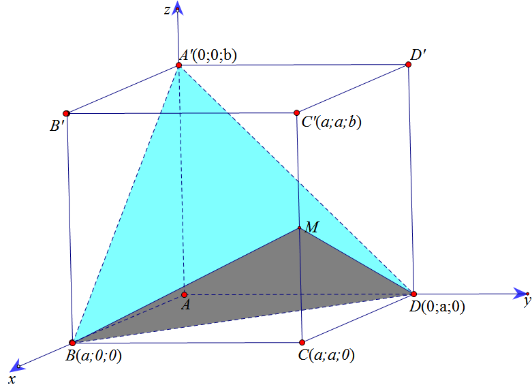 z
A'(0;0;b)
D'
B'
C'(a;a;b)
M
A
D(0;a;0)
y
B(a;0;0)
C(a;a;0)
x